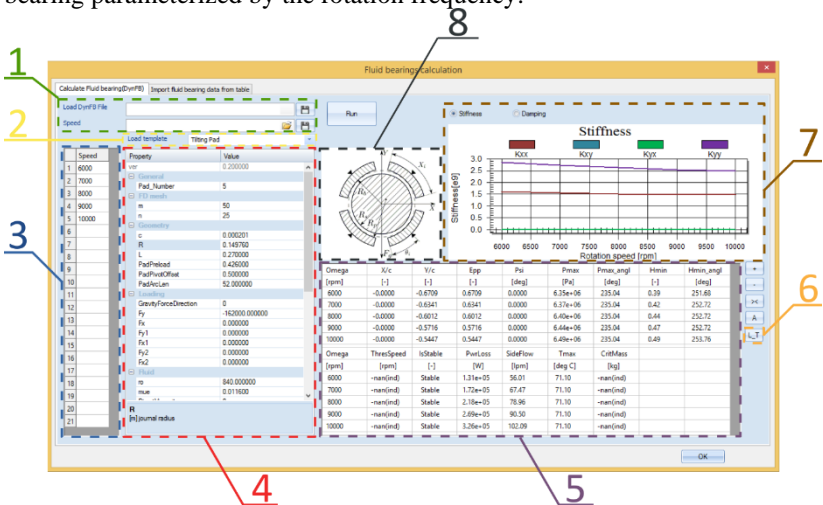 bearing parameterized by the rotation frequency.
8
Fluid bearings calculation
1
Calculate Fluid bearing(DynFB) Import fluid bearing data from table
Load DynFB File
Speed
Run
Stiffness Damping
2
Load template Tilting Pad
Stiffness
Kxx Kxy Kyx Kyy
7
Stiffness[e9]
3.0
2.5
2.0
1.5
1.0
0.5
0.0
6000 6500 7000 7500 8000 8500 9000 9500 10000
Rotation speed [rpm]
3
Speed
1 6000
2 7000
3 8000
4 9000
5 10000
6
7
8
9
10
11
12
13
14
15
16
17
18
19
20
21
Property Value
ver 0.200000
General
Pad_Number 5
FD mesh
m 50
n 25
Geometry
c 0.000201
R 0.149760
L 0.270000
PadPreload 0.426000
PadPivotOffset 0.500000
PadArcLen 52.000000
Loading
GravityForceDirection 0
Fy -162000.000000
Fx 0.000000
Fy1 0.000000
Fx1 0.000000
Fy2 0.000000
Fx2 0.000000
Fluid
ro 840.000000
mue 0.011600
R
[m] journal radius
Omega X/c Y/c Epp Psi Pmax Pmax_angl Hmin Hmin_angl
[rpm] [-] [-] [-] [deg] [Pa] [deg] [-] [deg]
6000 -0.0000 -0.6709 0.6709 0.0000 6.35e+06 235.04 0.39 251.68
7000 -0.0000 -0.6341 0.6341 0.0000 6.37e+06 235.04 0.42 252.72
8000 -0.0000 -0.6012 0.6012 0.0000 6.40e+06 235.04 0.44 252.72
9000 -0.0000 -0.5716 0.5716 0.0000 6.44e+06 235.04 0.47 252.72
10000 -0.0000 -0.5447 0.5447 0.0000 6.49e+06 235.04 0.49 253.76
Omega ThresSpeed IsStable PwrLoss SideFlow Tmax CritMass
[rpm] [rpm] [-] [W] [lpm] [deg C] [kg]
6000 -nan(ind) Stable 1.31e+05 56.01 71.10 -nan(ind)
7000 -nan(ind) Stable 1.72e+05 67.47 71.10 -nan(ind)
8000 -nan(ind) Stable 2.18e+05 78.96 71.10 -nan(ind)
9000 -nan(ind) Stable 2.69e+05 90.50 71.10 -nan(ind)
10000 -nan(ind) Stable 3.26e+05 102.09 71.10 -nan(ind)
+
-
><
A
L_T
6
OK
4
5